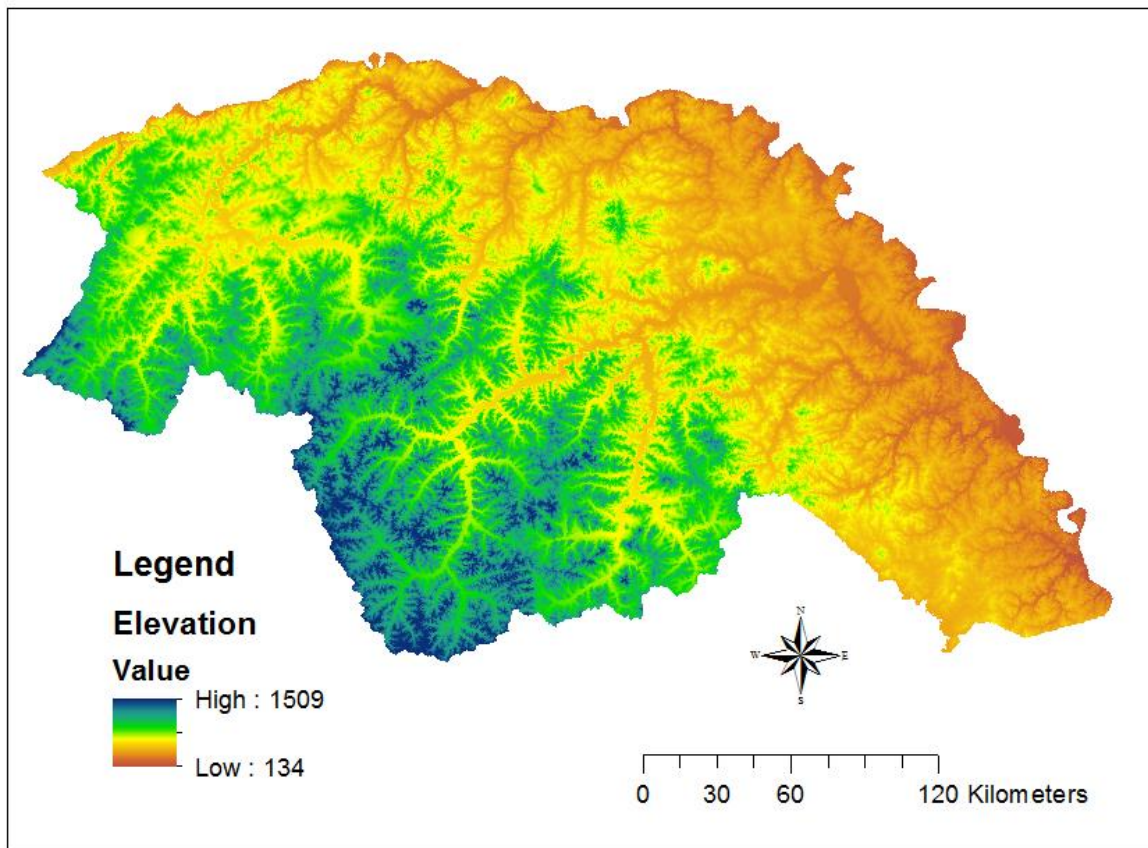 Legend
Elevation
Value
High : 1509
Low : 134
N
W E
S
0 30 60 120 Kilometers